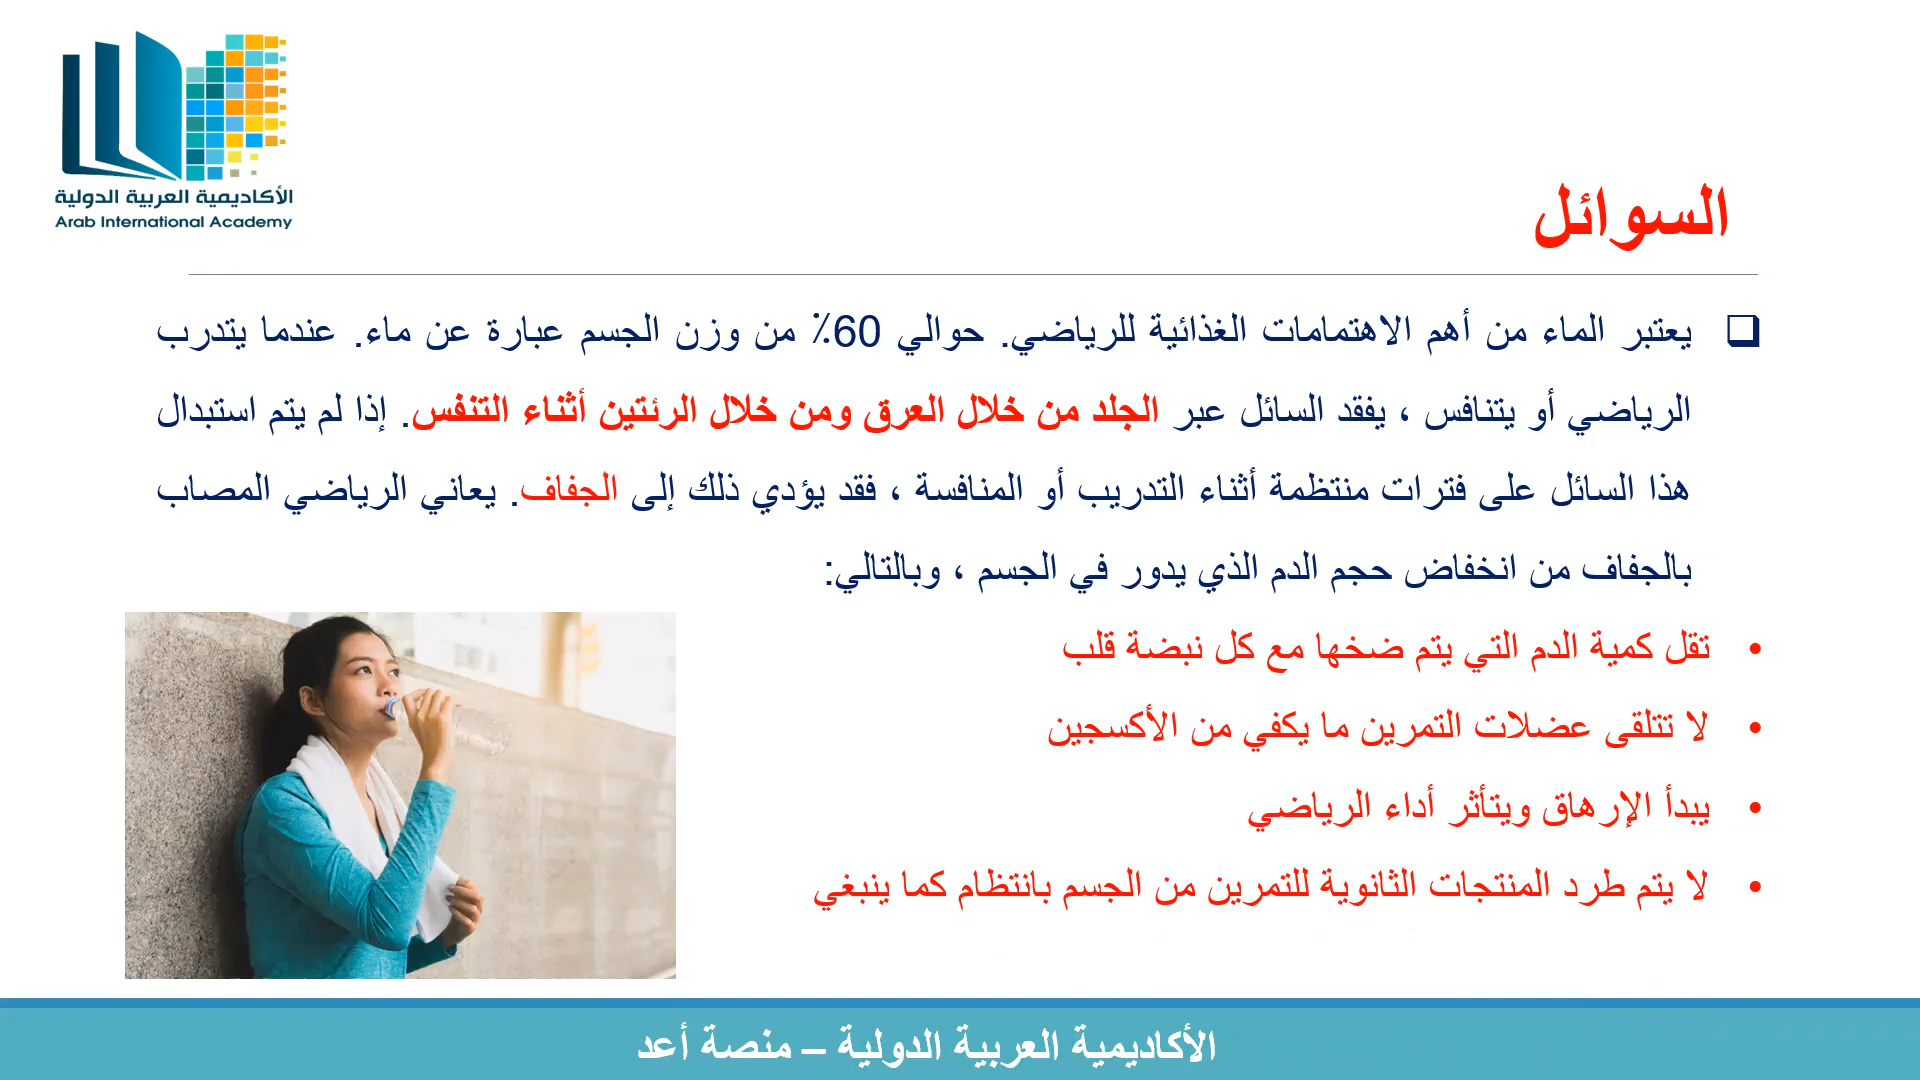 الأكاديمية العربية الدولية
Arab International Academy
السوائل
❑ يعتبر الماء من أهم الاهتمامات الغذائية للرياضي. حوالي 60٪ من وزن الجسم عبارة عن ماء. عندما يتدرب
الرياضي أو يتنافس ، يفقد السائل عبر الجلد من خلال العرق ومن خلال الرئتين أثناء التنفس. إذا لم يتم استبدال
هذا السائل على فترات منتظمة أثناء التدريب أو المنافسة ، فقد يؤدي ذلك إلى الجفاف. يعاني الرياضي المصاب
بالجفاف من انخفاض حجم الدم الذي يدور في الجسم ، وبالتالي:
• تقل كمية الدم التي يتم ضخها مع كل نبضة قلب
• لا تتلقى عضلات التمرين ما يكفي من الأكسجين
• يبدأ الإرهاق ويتأثر أداء الرياضي
• لا يتم طرد المنتجات الثانوية للتمرين من الجسم بانتظام كما ينبغي
الأكاديمية العربية الدولية – منصة أعد